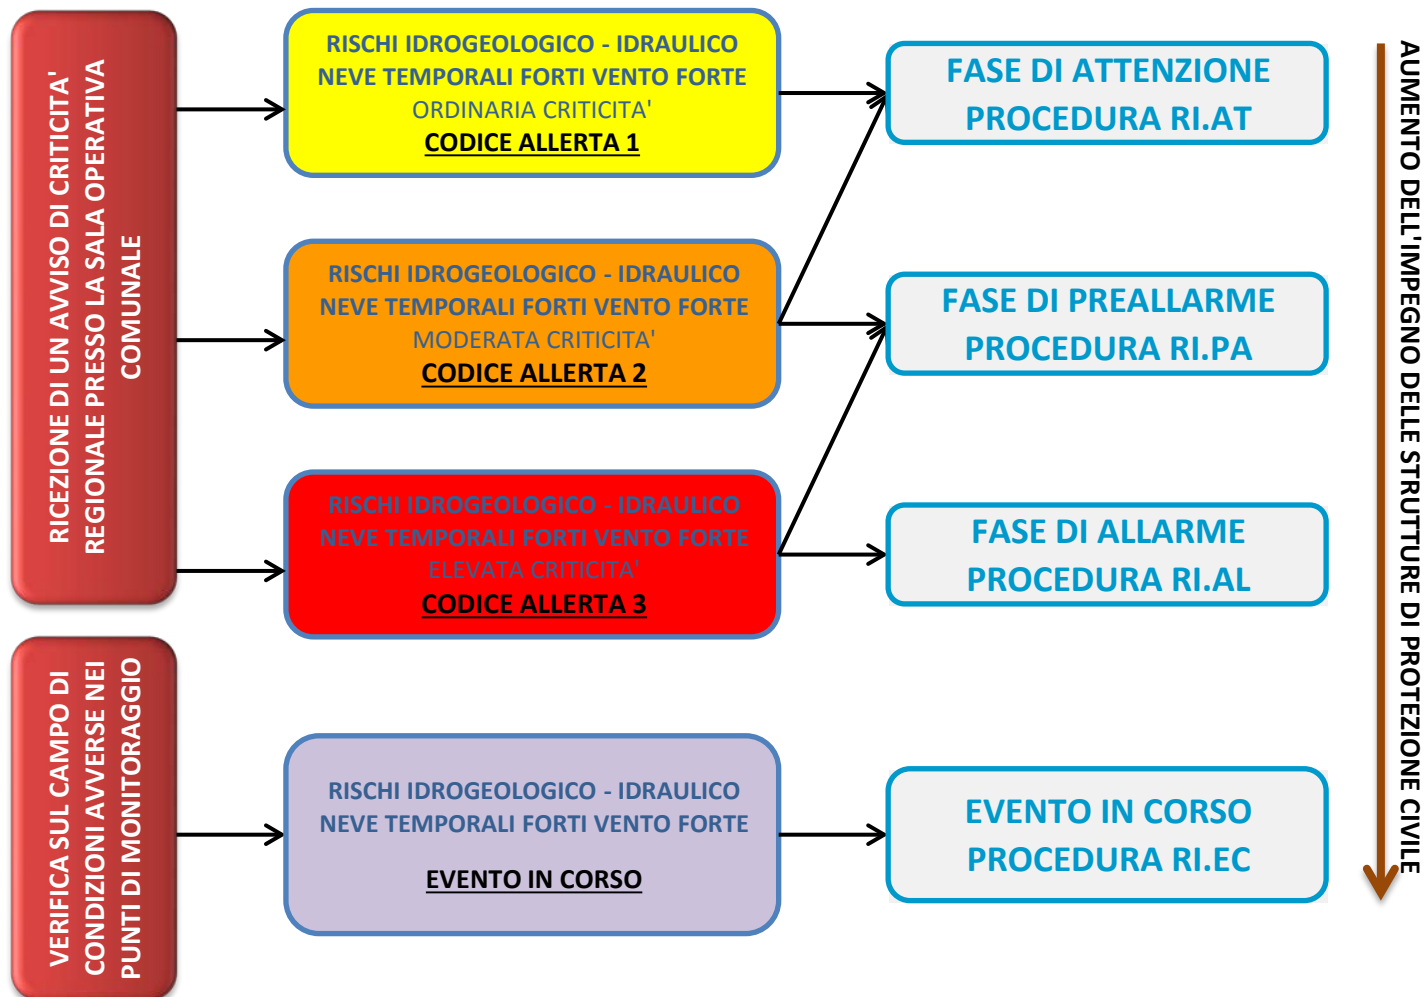 RICEZIONE DI UN AVVISO DI CRITICITA'
REGIONALE PRESSO LA SALA OPERATIVA
COMUNALE
RISCHI IDROGEOLOGICO - IDRAULICO
NEVE TEMPORALI FORTI VENTO FORTE
ORDINARIA CRITICITA'
CODICE ALLERTA 1
FASE DI ATTENZIONE
PROCEDURA RI.AT
RISCHI IDROGEOLOGICO - IDRAULICO
NEVE TEMPORALI FORTI VENTO FORTE
MODERATA CRITICITA'
CODICE ALLERTA 2
FASE DI PREALLARME
PROCEDURA RI.PA
RISCHI IDROGEOLOGICO - IDRAULICO
NEVE TEMPORALI FORTI VENTO FORTE
ELEVATA CRITICITA'
CODICE ALLERTA 3
FASE DI ALLARME
PROCEDURA RI.AL
VERIFICA SUL CAMPO DI
CONDIZIONI AVVERSE NEI
PUNTI DI MONITORAGGIO
RISCHI IDROGEOLOGICO - IDRAULICO
NEVE TEMPORALI FORTI VENTO FORTE
EVENTO IN CORSO
EVENTO IN CORSO
PROCEDURA RI.EC
AUMENTO DELL'IMPEGNO DELLE STRUTTURE DI PROTEZIONE CIVILE